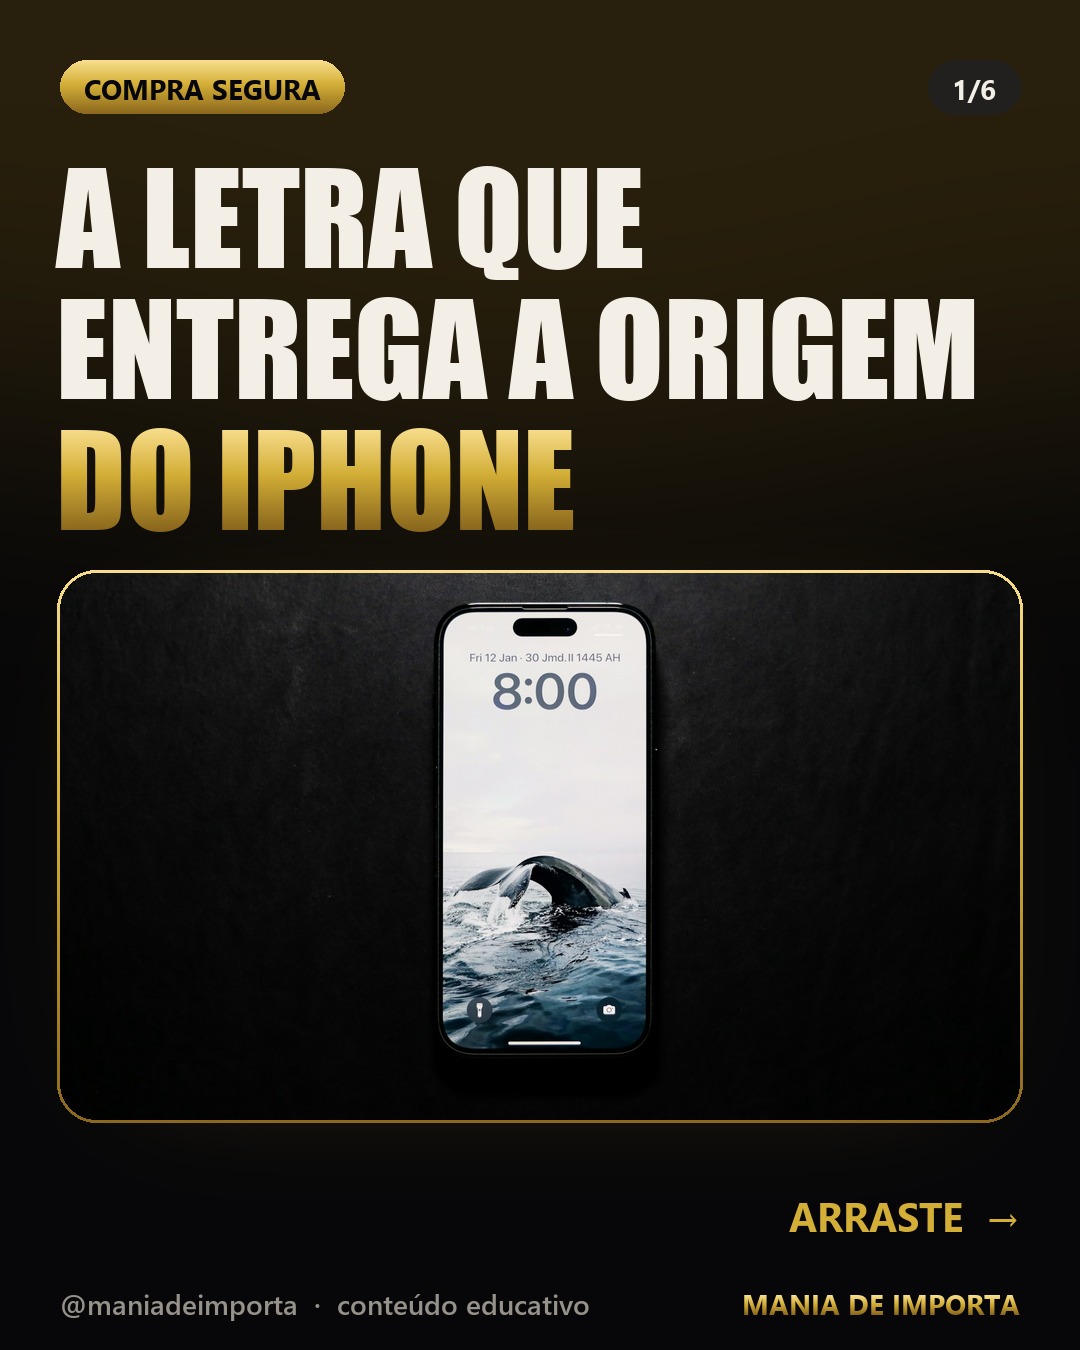 COMPRA SEGURA
1/6
A LETRA QUE
ENTREGA A ORIGEM
DO IPHONE
Fri 12 Jan · 30 Jmd.II 1445 AH
8:00
ARRASTE →
@maniadeimporta · conteúdo educativo
MANIA DE IMPORTA